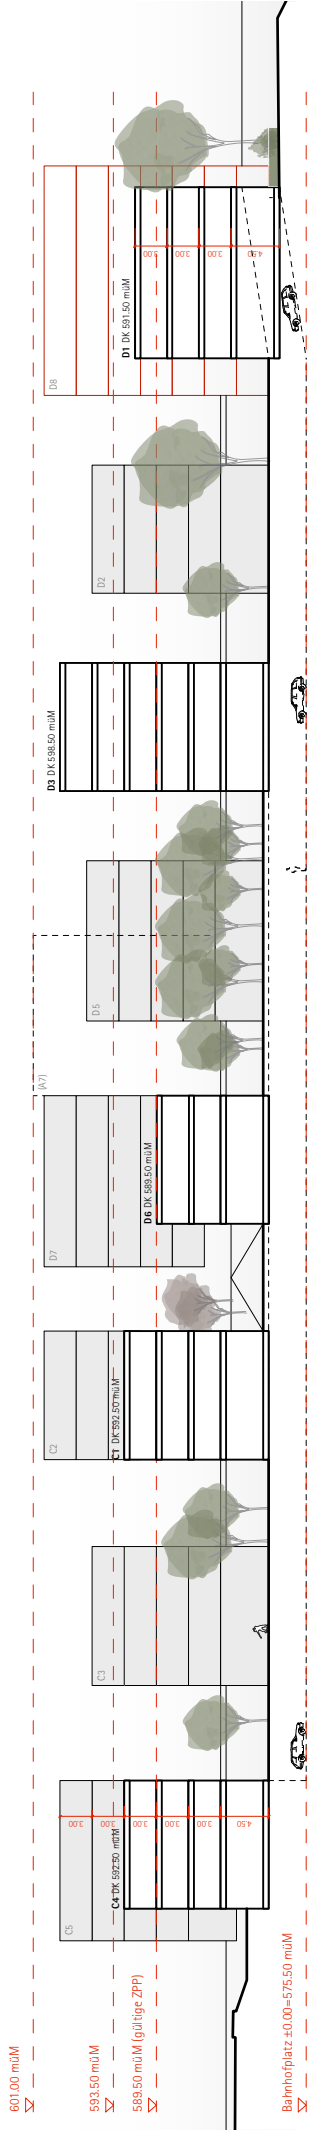 601.00 müM
593.50 müM
589.50 müM (gültige ZPP)
Bahnhofplatz ±0.00=575.50 müM
C5
C4 DK 592.50 müM
3.00
3.00
3.00
3.00
3.00
4.50
C3
C2
C1 DK 592.50 müM
D7
D6 DK 589.50 müM
(A7)
D5
D3 DK 598.50 müM
D2
D8
D1 DK 591.50 müM
3.00
3.00
3.00
4.50